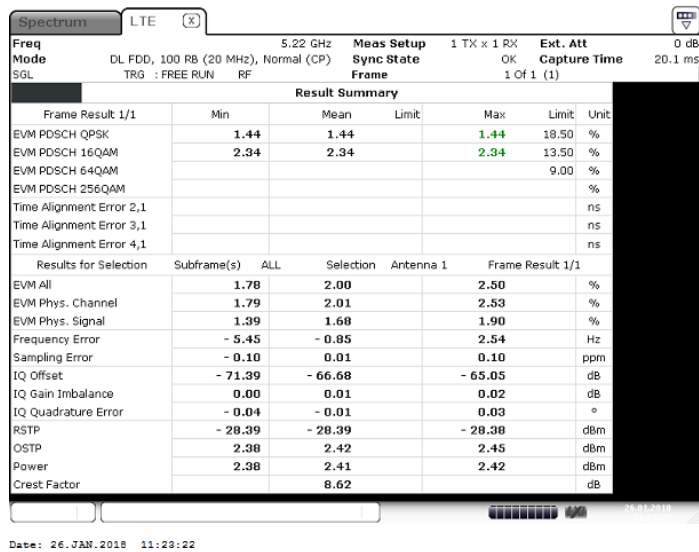 Spectrum LTE X
Freq 5.22 GHz Meas Setup 1 TX x 1 RX Ext. Att 0 dB
Mode DL FDD, 100 RB (20 MHz), Normal (CP) Sync State OK Capture Time 20.1 ms
SGL TRG : FREE RUN RF Frame 1 Of 1 (1)
Result Summary
Frame Result 1/1 Min Mean Limit Max Limit Unit
EVM PDSCH QPSK 1.44 1.44 1.44 18.50 %
EVM PDSCH 16QAM 2.34 2.34 2.34 13.50 %
EVM PDSCH 64QAM 9.00 %
EVM PDSCH 256QAM %
Time Alignment Error 2,1 ns
Time Alignment Error 3,1 ns
Time Alignment Error 4,1 ns
Results for Selection Subframe(s) ALL Selection Antenna 1 Frame Result 1/1
EVM All 1.78 2.00 2.50 %
EVM Phys. Channel 1.79 2.01 2.53 %
EVM Phys. Signal 1.39 1.68 1.90 %
Frequency Error - 5.45 - 0.85 2.54 Hz
Sampling Error - 0.10 0.01 0.10 ppm
IQ Offset - 71.39 - 66.68 - 65.05 dB
IQ Gain Imbalance 0.00 0.01 0.02 dB
IQ Quadrature Error - 0.04 - 0.01 0.03 °
RSTP - 28.39 - 28.39 - 28.38 dBm
OSTP 2.38 2.42 2.45 dBm
Power 2.38 2.41 2.42 dBm
Crest Factor 8.62 dB
26.01.2018
Date: 26.JAN.2018 11:23:22